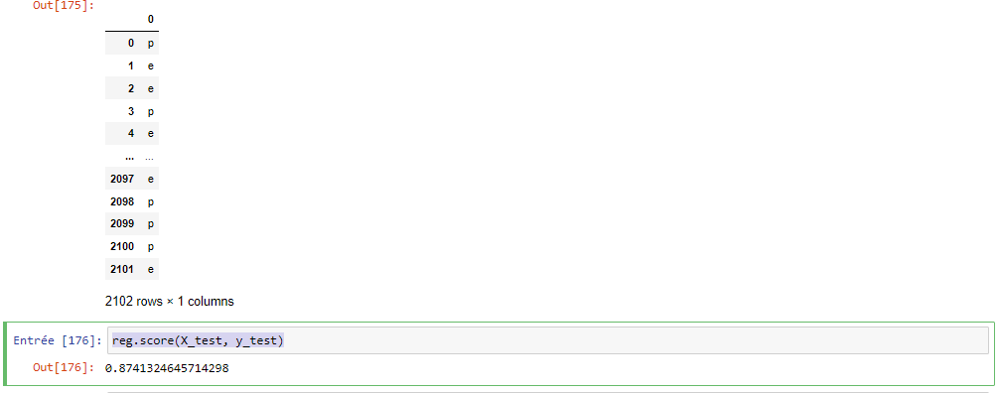 Out[175]:
0
0 p
1 e
2 e
3 p
4 e
... ...
2097 e
2098 p
2099 p
2100 p
2101 e
2102 rows × 1 columns
Entrée [176]: reg.score(X_test, y_test)
Out[176]: 0.8741324645714298